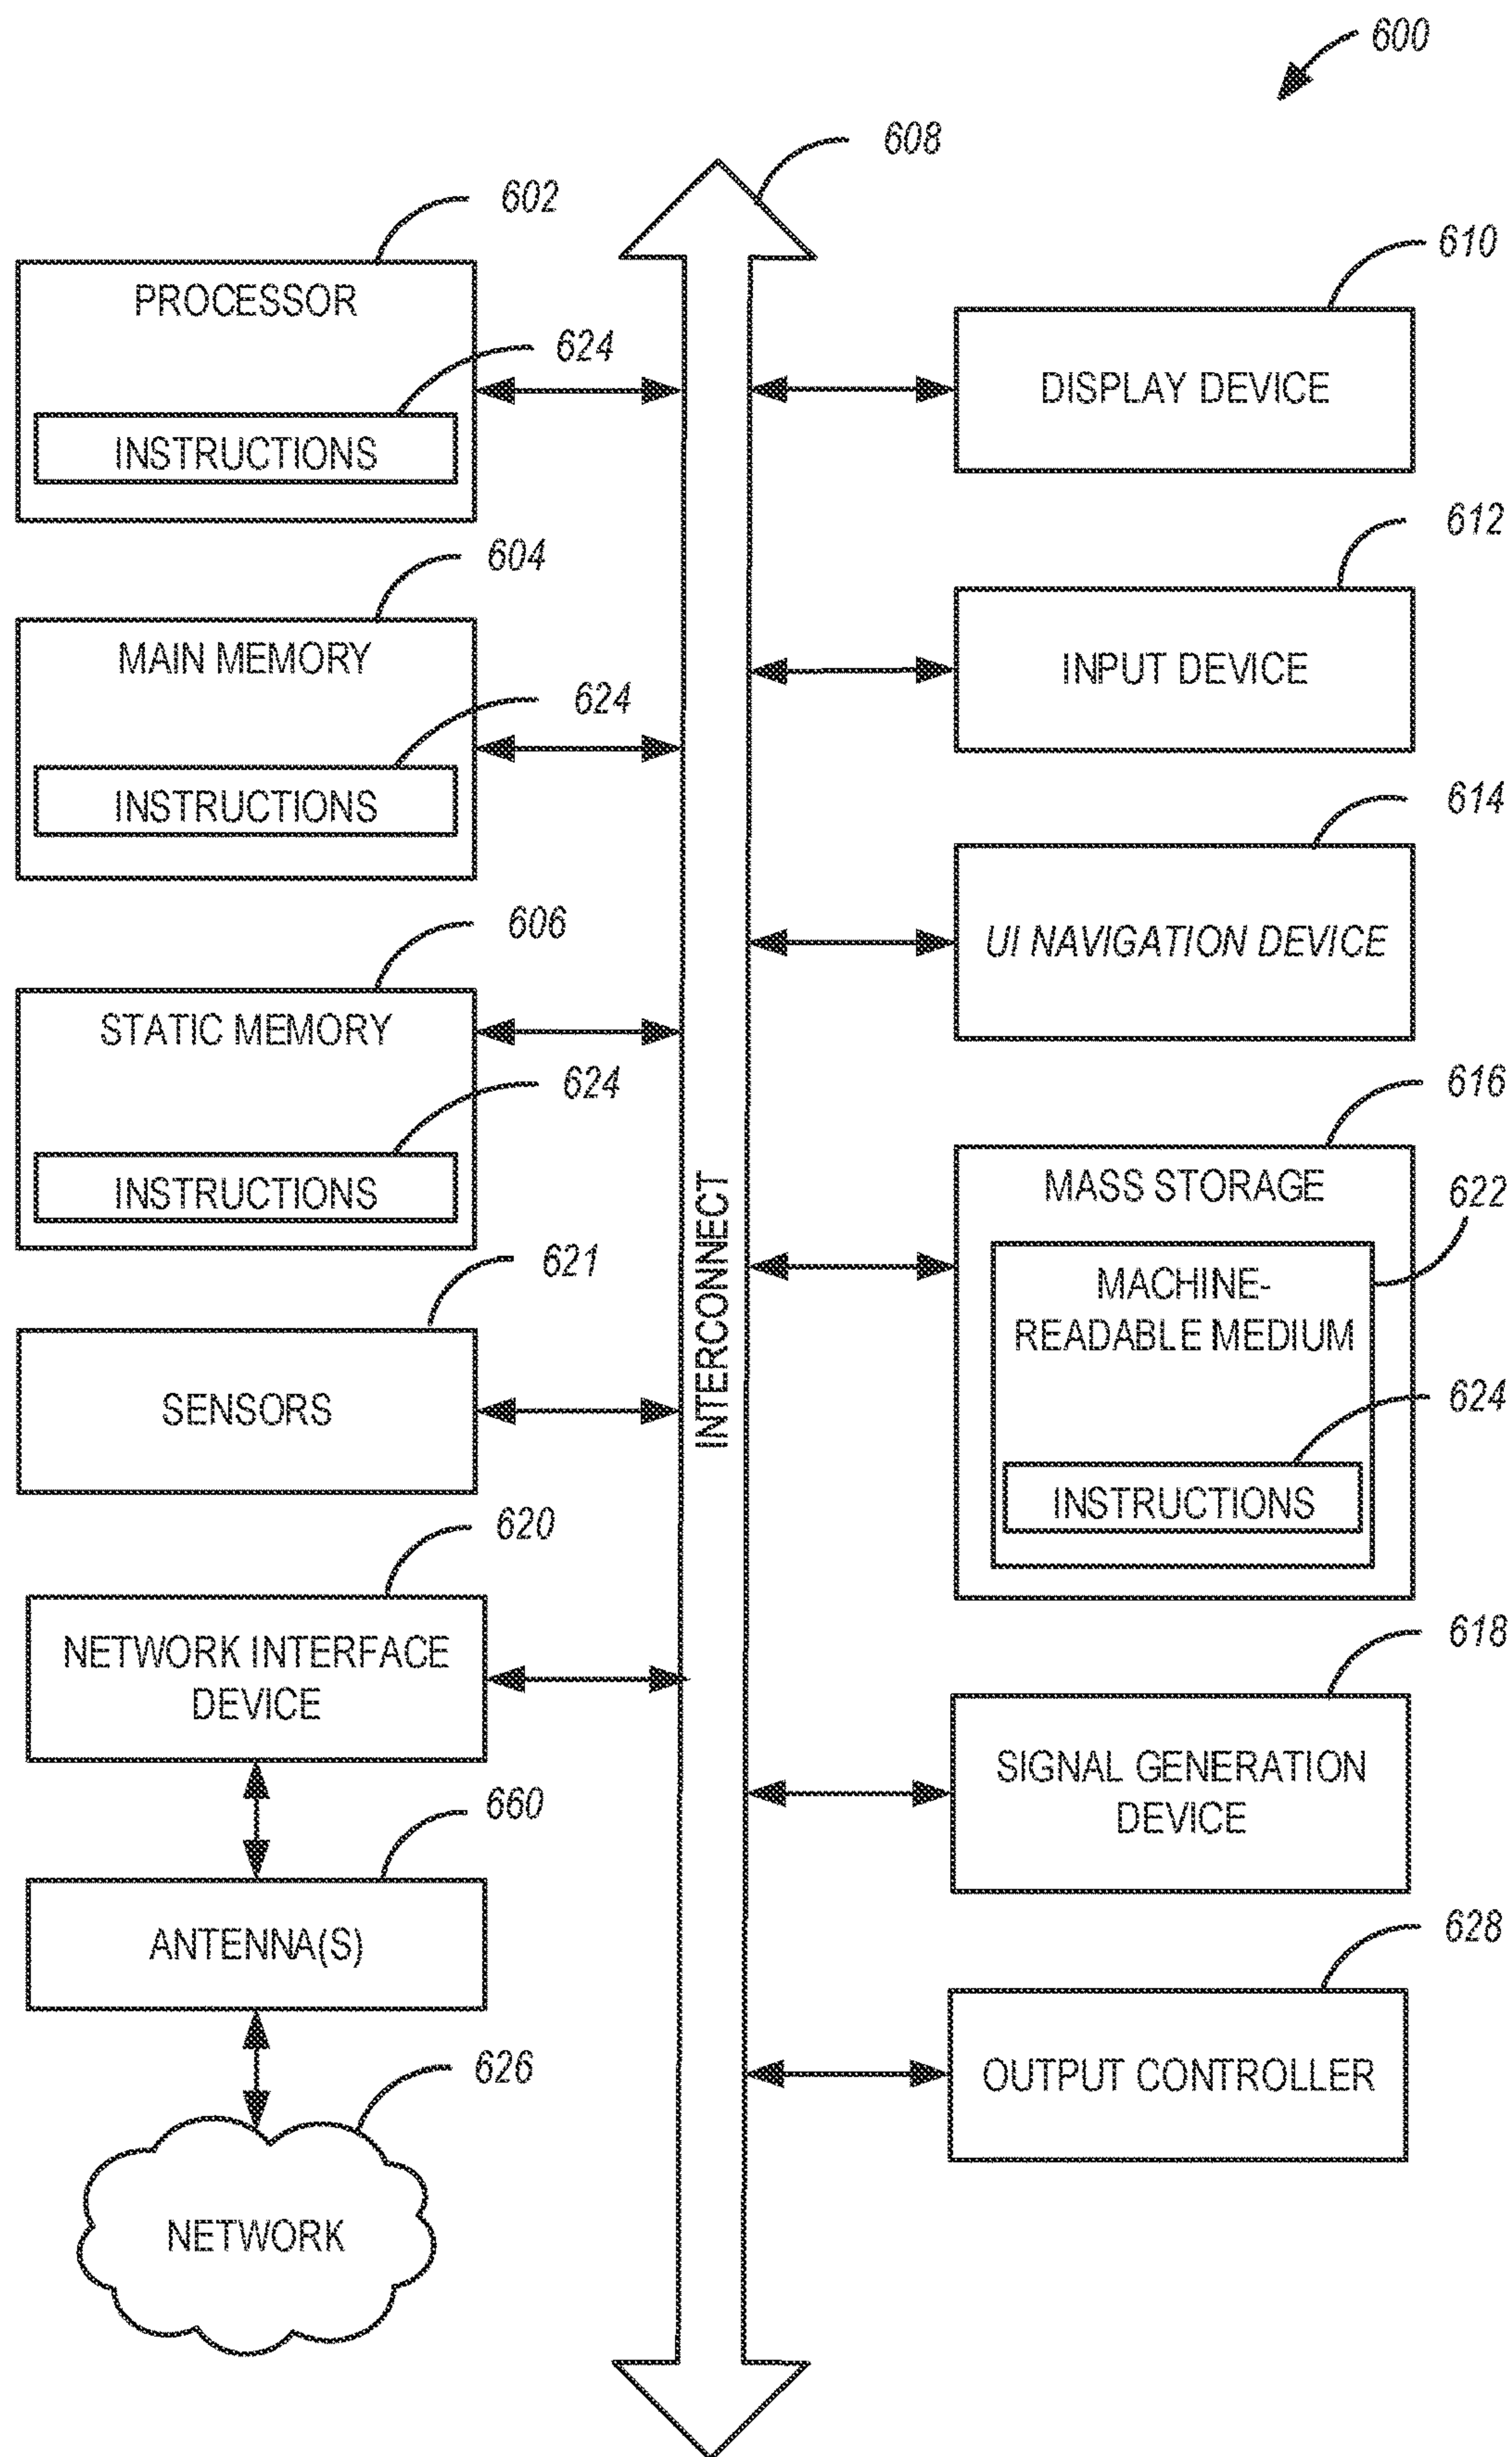 600
608
602
PROCESSOR
624
INSTRUCTIONS
604
MAIN MEMORY
624
INSTRUCTIONS
606
STATIC MEMORY
624
INSTRUCTIONS
621
SENSORS
620
NETWORK INTERFACE
DEVICE
660
ANTENNA(S)
626
NETWORK
INTERCONNECT
610
DISPLAY DEVICE
612
INPUT DEVICE
614
UI NAVIGATION DEVICE
616
MASS STORAGE
622
MACHINE-
READABLE MEDIUM
624
INSTRUCTIONS
618
SIGNAL GENERATION
DEVICE
628
OUTPUT CONTROLLER